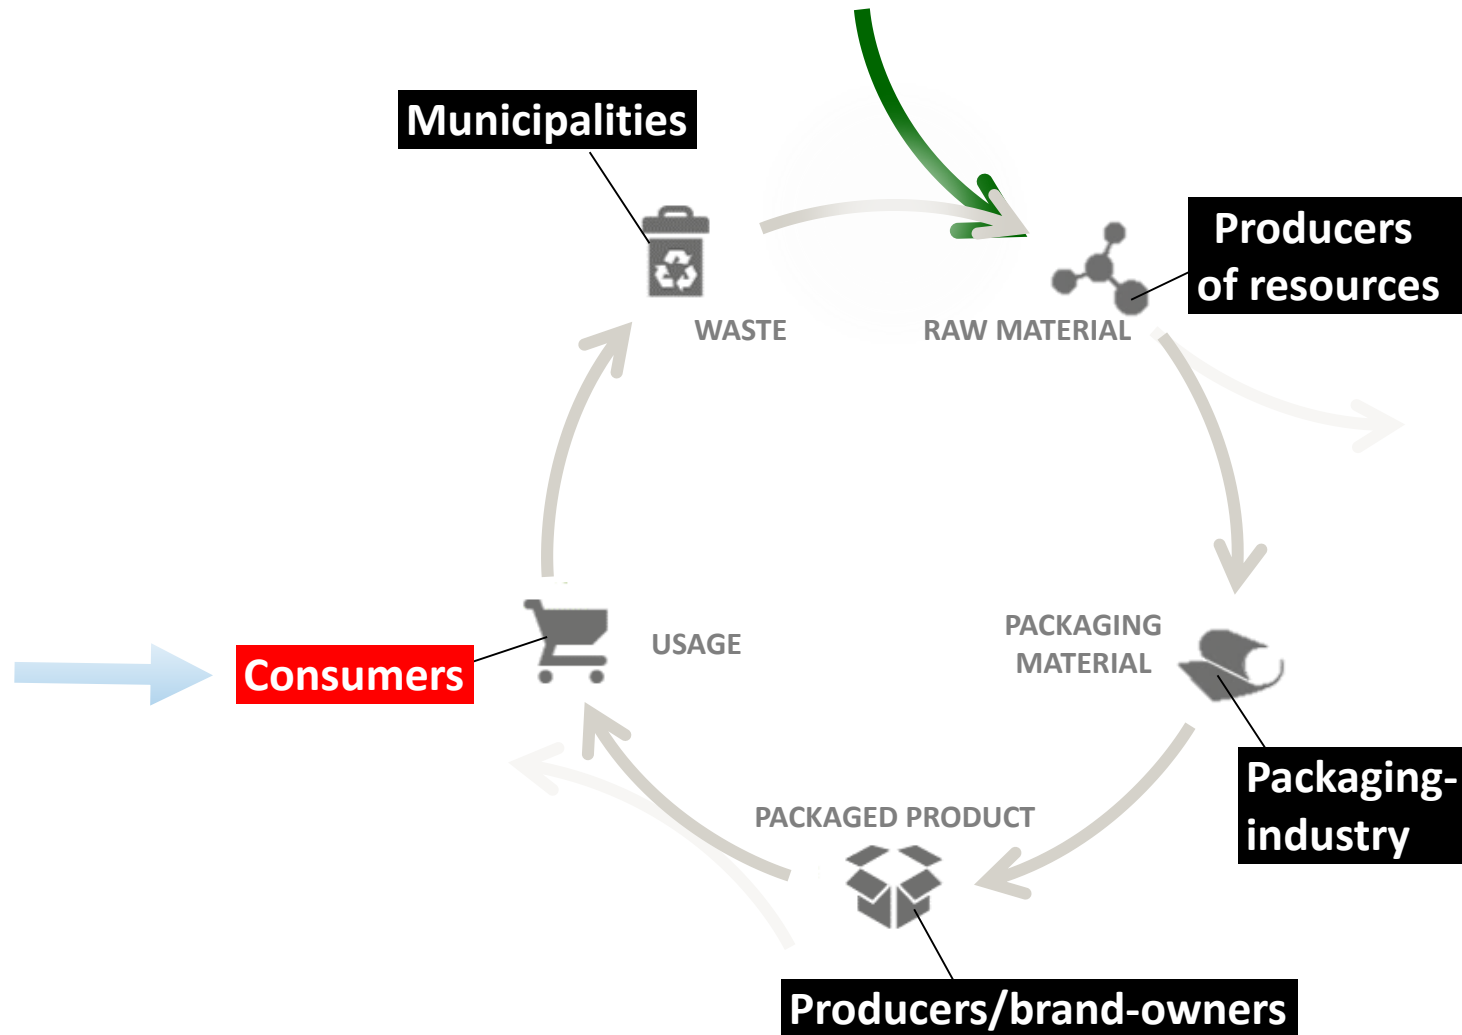 Municipalities
Producers
of resources
WASTE
RAW MATERIAL
PACKAGING
MATERIAL
USAGE
Consumers
Packaging-
industry
PACKAGED PRODUCT
Producers/brand-owners